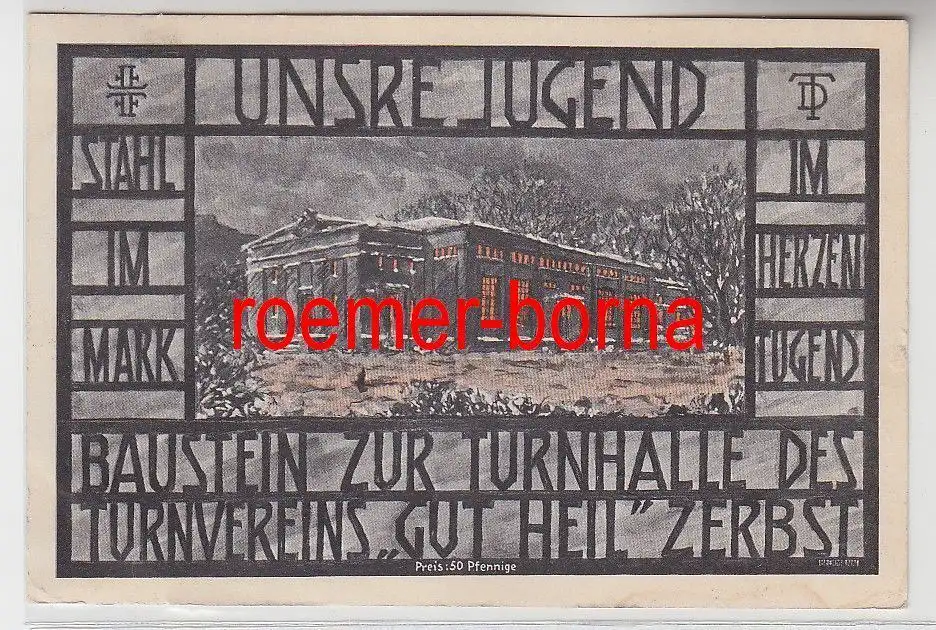 UNSRE JUGEND
DT
STAHL
IM
MARK
IM
HERZEN
TUGEND
roemer-borna
BAUSTEIN ZUR TURNHALLE DES
TURNVEREINS „GUT HEIL" ZERBST
Preis: 50 Pfennige